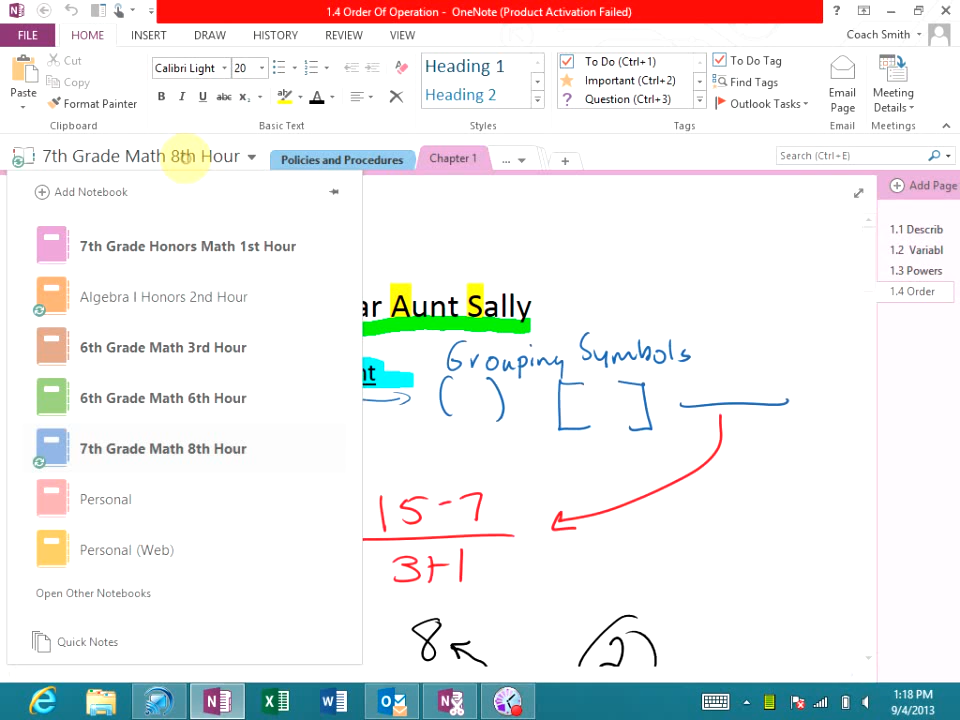 1.4 Order Of Operation - OneNote (Product Activation Failed)
FILE HOME INSERT DRAW HISTORY REVIEW VIEW Coach Smith
Paste
Cut
Copy
Format Painter
Clipboard
Calibri Light 20
B I U abc x₂ ab A
Basic Text
Heading 1
Heading 2
Styles
To Do (Ctrl+1)
Important (Ctrl+2)
Question (Ctrl+3)
To Do Tag
Find Tags
Outlook Tasks
Tags
Email
Page
Email
Meeting
Details
Meetings
7th Grade Math 8th Hour
Policies and Procedures
Chapter 1
...
+
Search (Ctrl+E)
Add Notebook
7th Grade Honors Math 1st Hour
Algebra I Honors 2nd Hour
6th Grade Math 3rd Hour
6th Grade Math 6th Hour
7th Grade Math 8th Hour
Personal
Personal (Web)
Open Other Notebooks
Quick Notes
Add Page
1.1 Describ
1.2 Variabl
1.3 Powers
1.4 Order
ar Aunt Sally
nt
Grouping Symbols
( ) [ ]
15-7
3+1
8
2
1:18 PM
9/4/2013